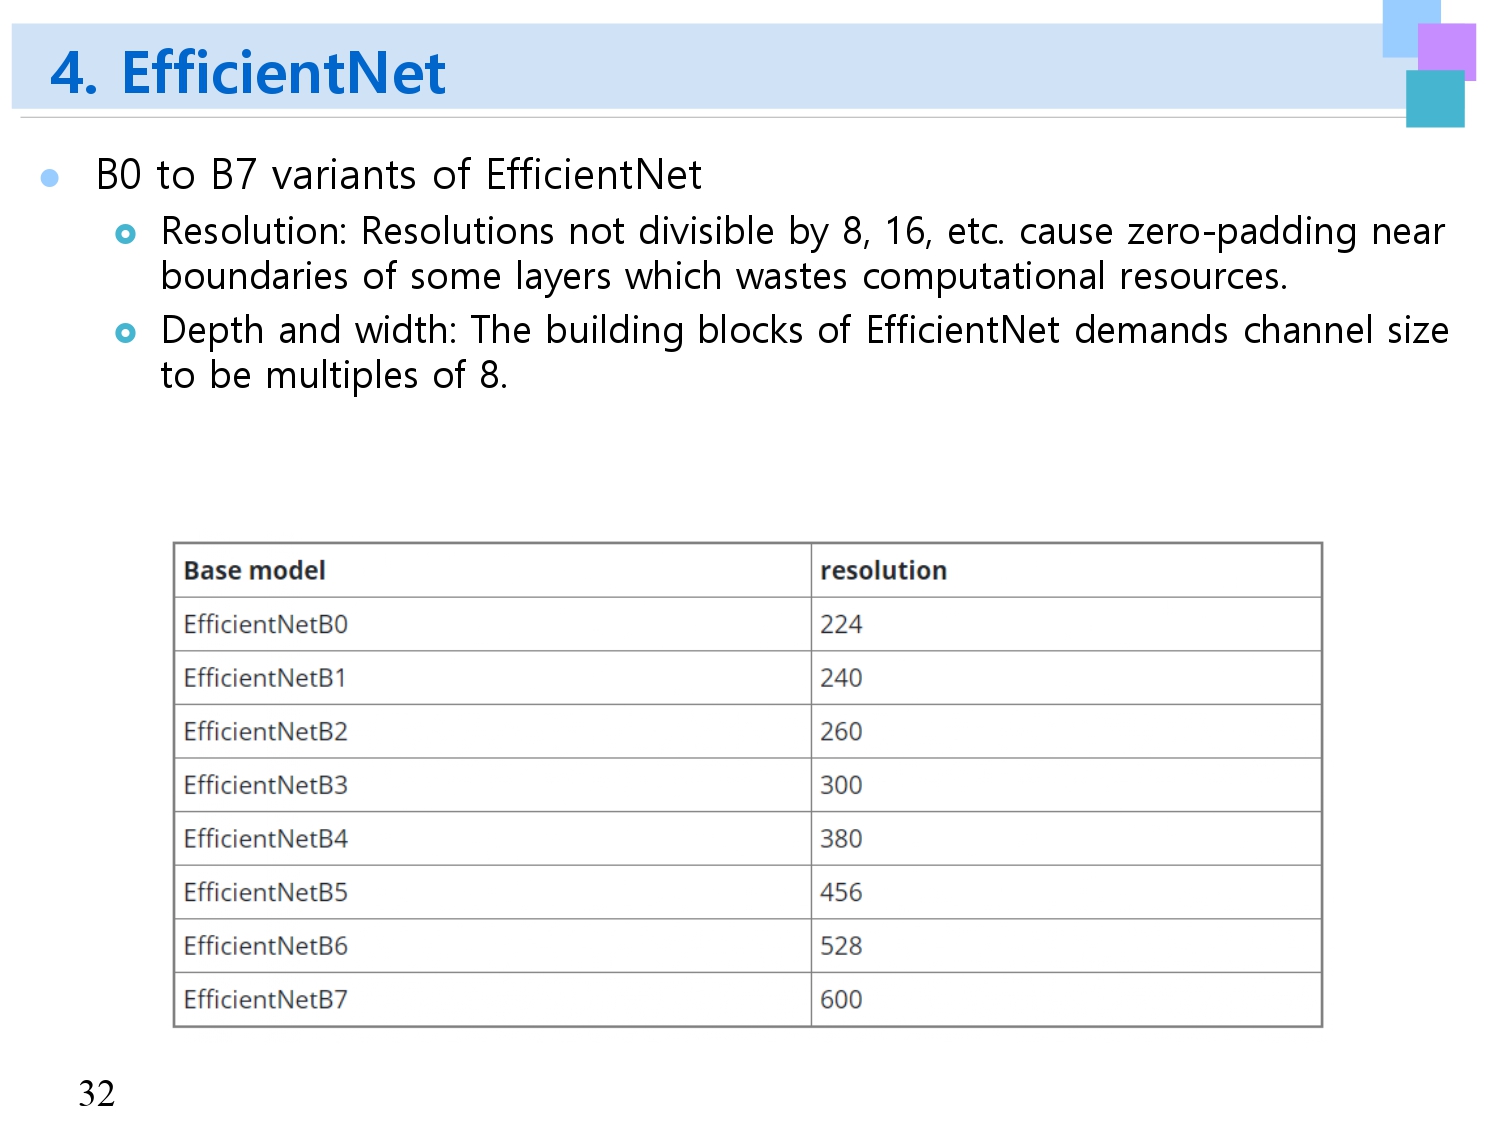 4. EfficientNet
B0 to B7 variants of EfficientNet
Resolution: Resolutions not divisible by 8, 16, etc. cause zero-padding near
boundaries of some layers which wastes computational resources.
Depth and width: The building blocks of EfficientNet demands channel size
to be multiples of 8.
Base model resolution
EfficientNetB0 224
EfficientNetB1 240
EfficientNetB2 260
EfficientNetB3 300
EfficientNetB4 380
EfficientNetB5 456
EfficientNetB6 528
EfficientNetB7 600
32